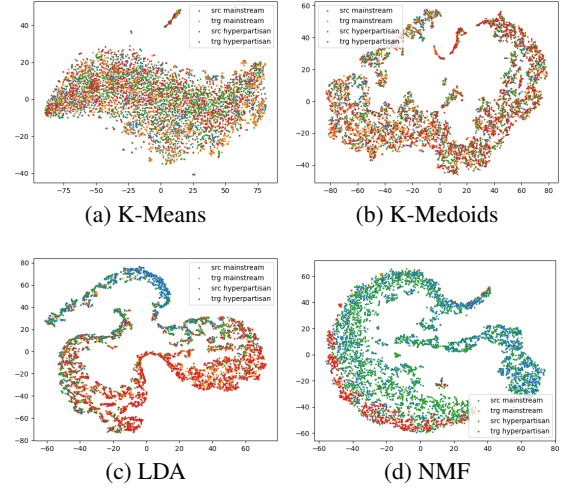 40
20
0
−20
−40
−75 −50 −25 0 25 50 75
src mainstream
trg mainstream
src hyperpartisan
trg hyperpartisan
(a) K-Means
60
40
20
0
−20
−40
−80 −60 −40 −20 0 20 40 60 80
src mainstream
trg mainstream
src hyperpartisan
trg hyperpartisan
(b) K-Medoids
80
60
40
20
0
−20
−40
−60
−80
−60 −40 −20 0 20 40 60
src mainstream
trg mainstream
src hyperpartisan
trg hyperpartisan
(c) LDA
60
40
20
0
−20
−40
−60
−60 −40 −20 0 20 40 60 80
src mainstream
trg mainstream
src hyperpartisan
trg hyperpartisan
(d) NMF